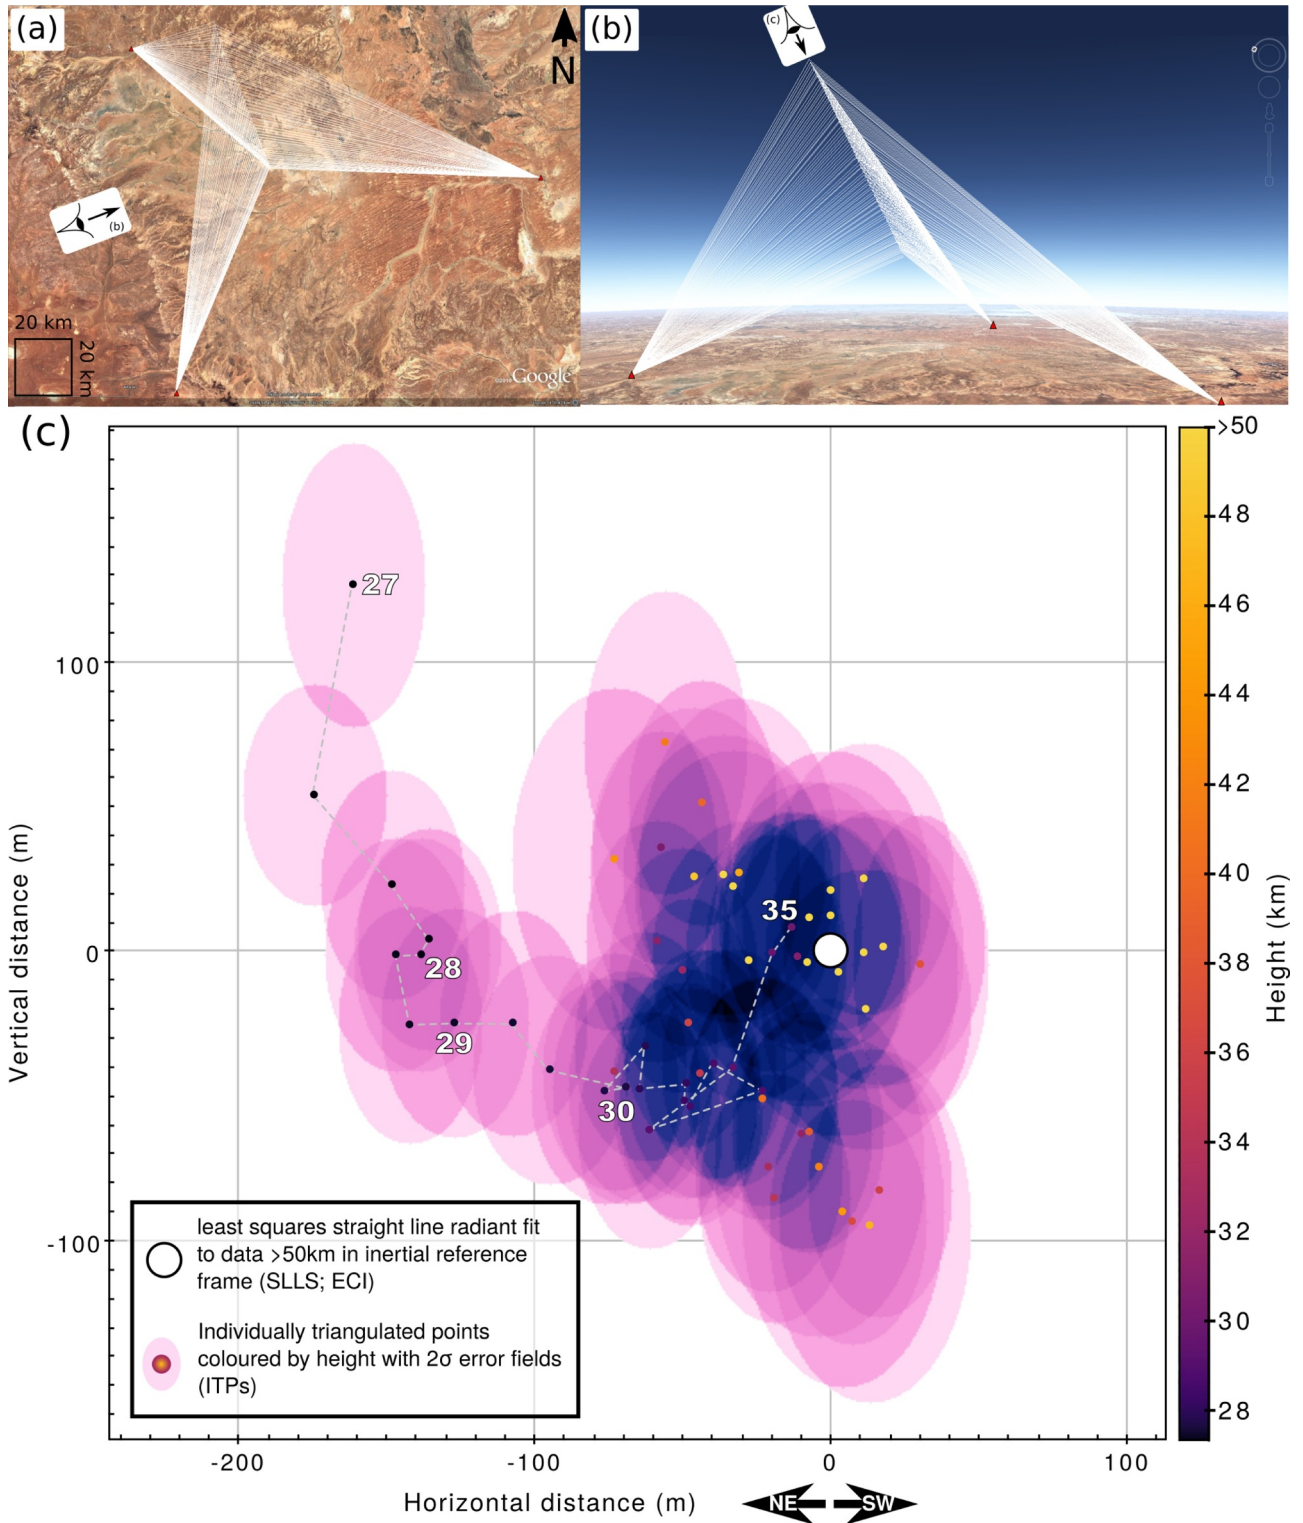 (a)
N
(b)
20 km
20 km
Google
(b)
(c)
(c)
27
28
29
30
35
100
0
-100
Vertical distance (m)
-200
-100
0
100
Horizontal distance (m)
NE
SW
least squares straight line radiant fit
to data >50km in inertial reference
frame (SLLS; ECI)
Individually triangulated points
coloured by height with 2σ error fields
(ITPs)
>50
48
46
44
42
40
38
36
34
32
30
28
Height (km)